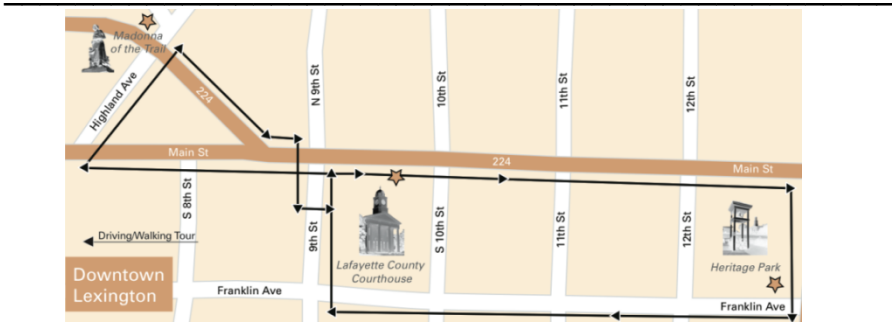 Madonna
of the Trail
Highland Ave
224
N 9th St
10th St
11th St
12th St
Main St
224
Main St
S 8th St
9th St
S 10th St
11th St
12th St
Driving/Walking Tour
Lafayette County
Courthouse
Heritage Park
Downtown
Lexington
Franklin Ave
Franklin Ave